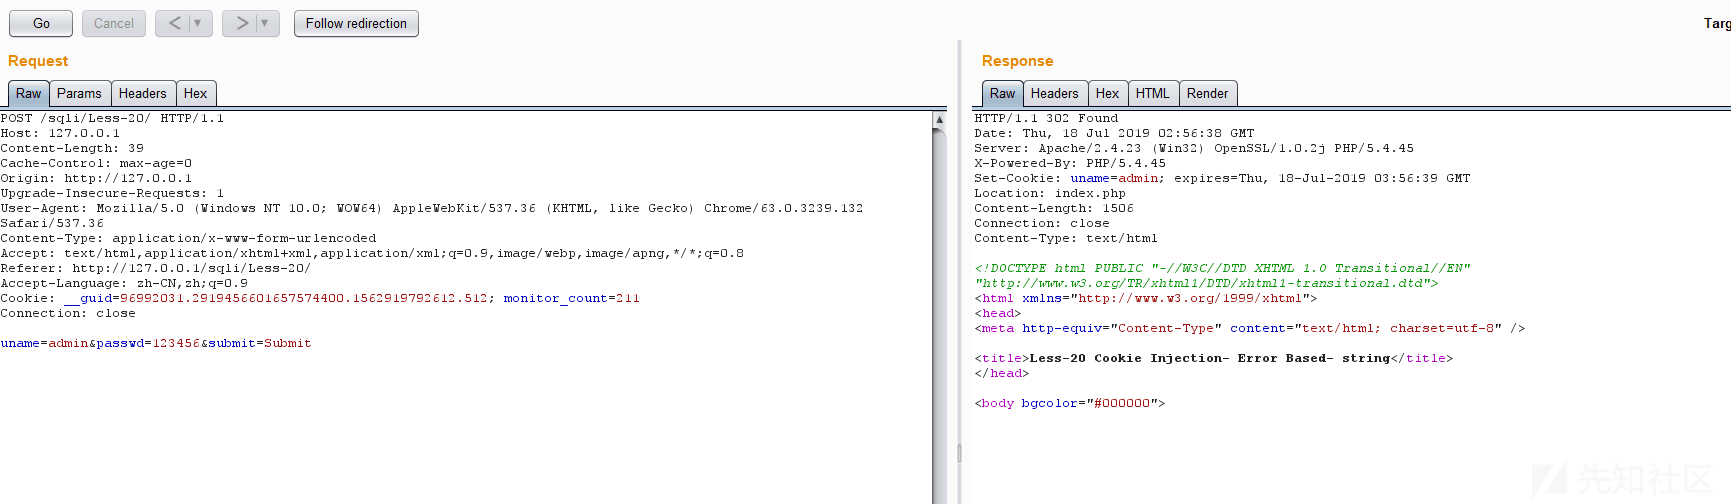 Go
Cancel
<
>
Follow redirection
Targ
Request
Raw
Params
Headers
Hex
POST /sqli/Less-20/ HTTP/1.1
Host: 127.0.0.1
Content-Length: 39
Cache-Control: max-age=0
Origin: http://127.0.0.1
Upgrade-Insecure-Requests: 1
User-Agent: Mozilla/5.0 (Windows NT 10.0; WOW64) AppleWebKit/537.36 (KHTML, like Gecko) Chrome/63.0.3239.132
Safari/537.36
Content-Type: application/x-www-form-urlencoded
Accept: text/html,application/xhtml+xml,application/xml;q=0.9,image/webp,image/apng,*/*;q=0.8
Referer: http://127.0.0.1/sqli/Less-20/
Accept-Language: zh-CN,zh;q=0.9
Cookie: __guid=96992031.2919456601657574400.1562919792612.512; monitor_count=211
Connection: close
uname=admin&passwd=123456&submit=Submit
Response
Raw
Headers
Hex
HTML
Render
HTTP/1.1 302 Found
Date: Thu, 18 Jul 2019 02:56:38 GMT
Server: Apache/2.4.23 (Win32) OpenSSL/1.0.2j PHP/5.4.45
X-Powered-By: PHP/5.4.45
Set-Cookie: uname=admin; expires=Thu, 18-Jul-2019 03:56:39 GMT
Location: index.php
Content-Length: 1506
Connection: close
Content-Type: text/html
<!DOCTYPE html PUBLIC "-//W3C//DTD XHTML 1.0 Transitional//EN"
"http://www.w3.org/TR/xhtml1/DTD/xhtml1-transitional.dtd">
<html xmlns="http://www.w3.org/1999/xhtml">
<head>
<meta http-equiv="Content-Type" content="text/html; charset=utf-8" />
<title>Less-20 Cookie Injection- Error Based- string</title>
</head>
<body bgcolor="#000000">
先知社区